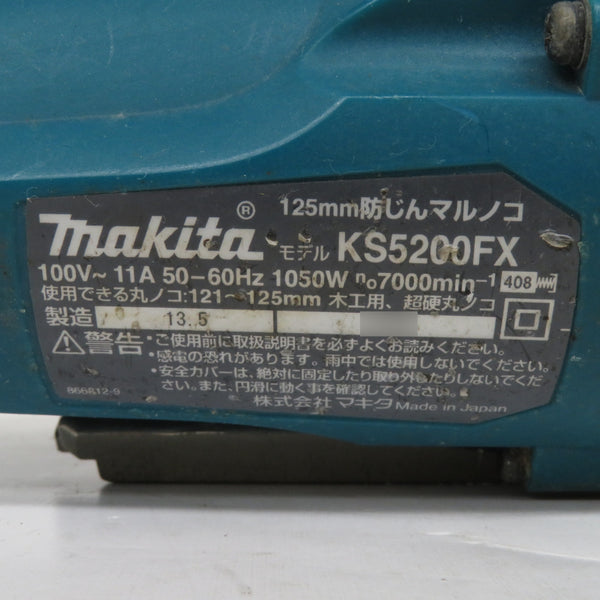 125mm防じんマルノコ
makita ® モデル KS5200FX
100V~ 11A 50-60Hz 1050W n₀7000min⁻¹ 408
使用できる丸ノコ:121~125mm 木工用、超硬丸ノコ
製造 13.5
⚠警告 ・ご使用前に取扱説明書を必ずよくお読みください。
・感電の恐れがあります。雨中では使用しないでください。
・安全カバーは、絶対に固定したり取り外したりしないでくだ
さい。また、円滑に動く事を確認してください。
866812-9
株式会社 マキタ Made in Japan